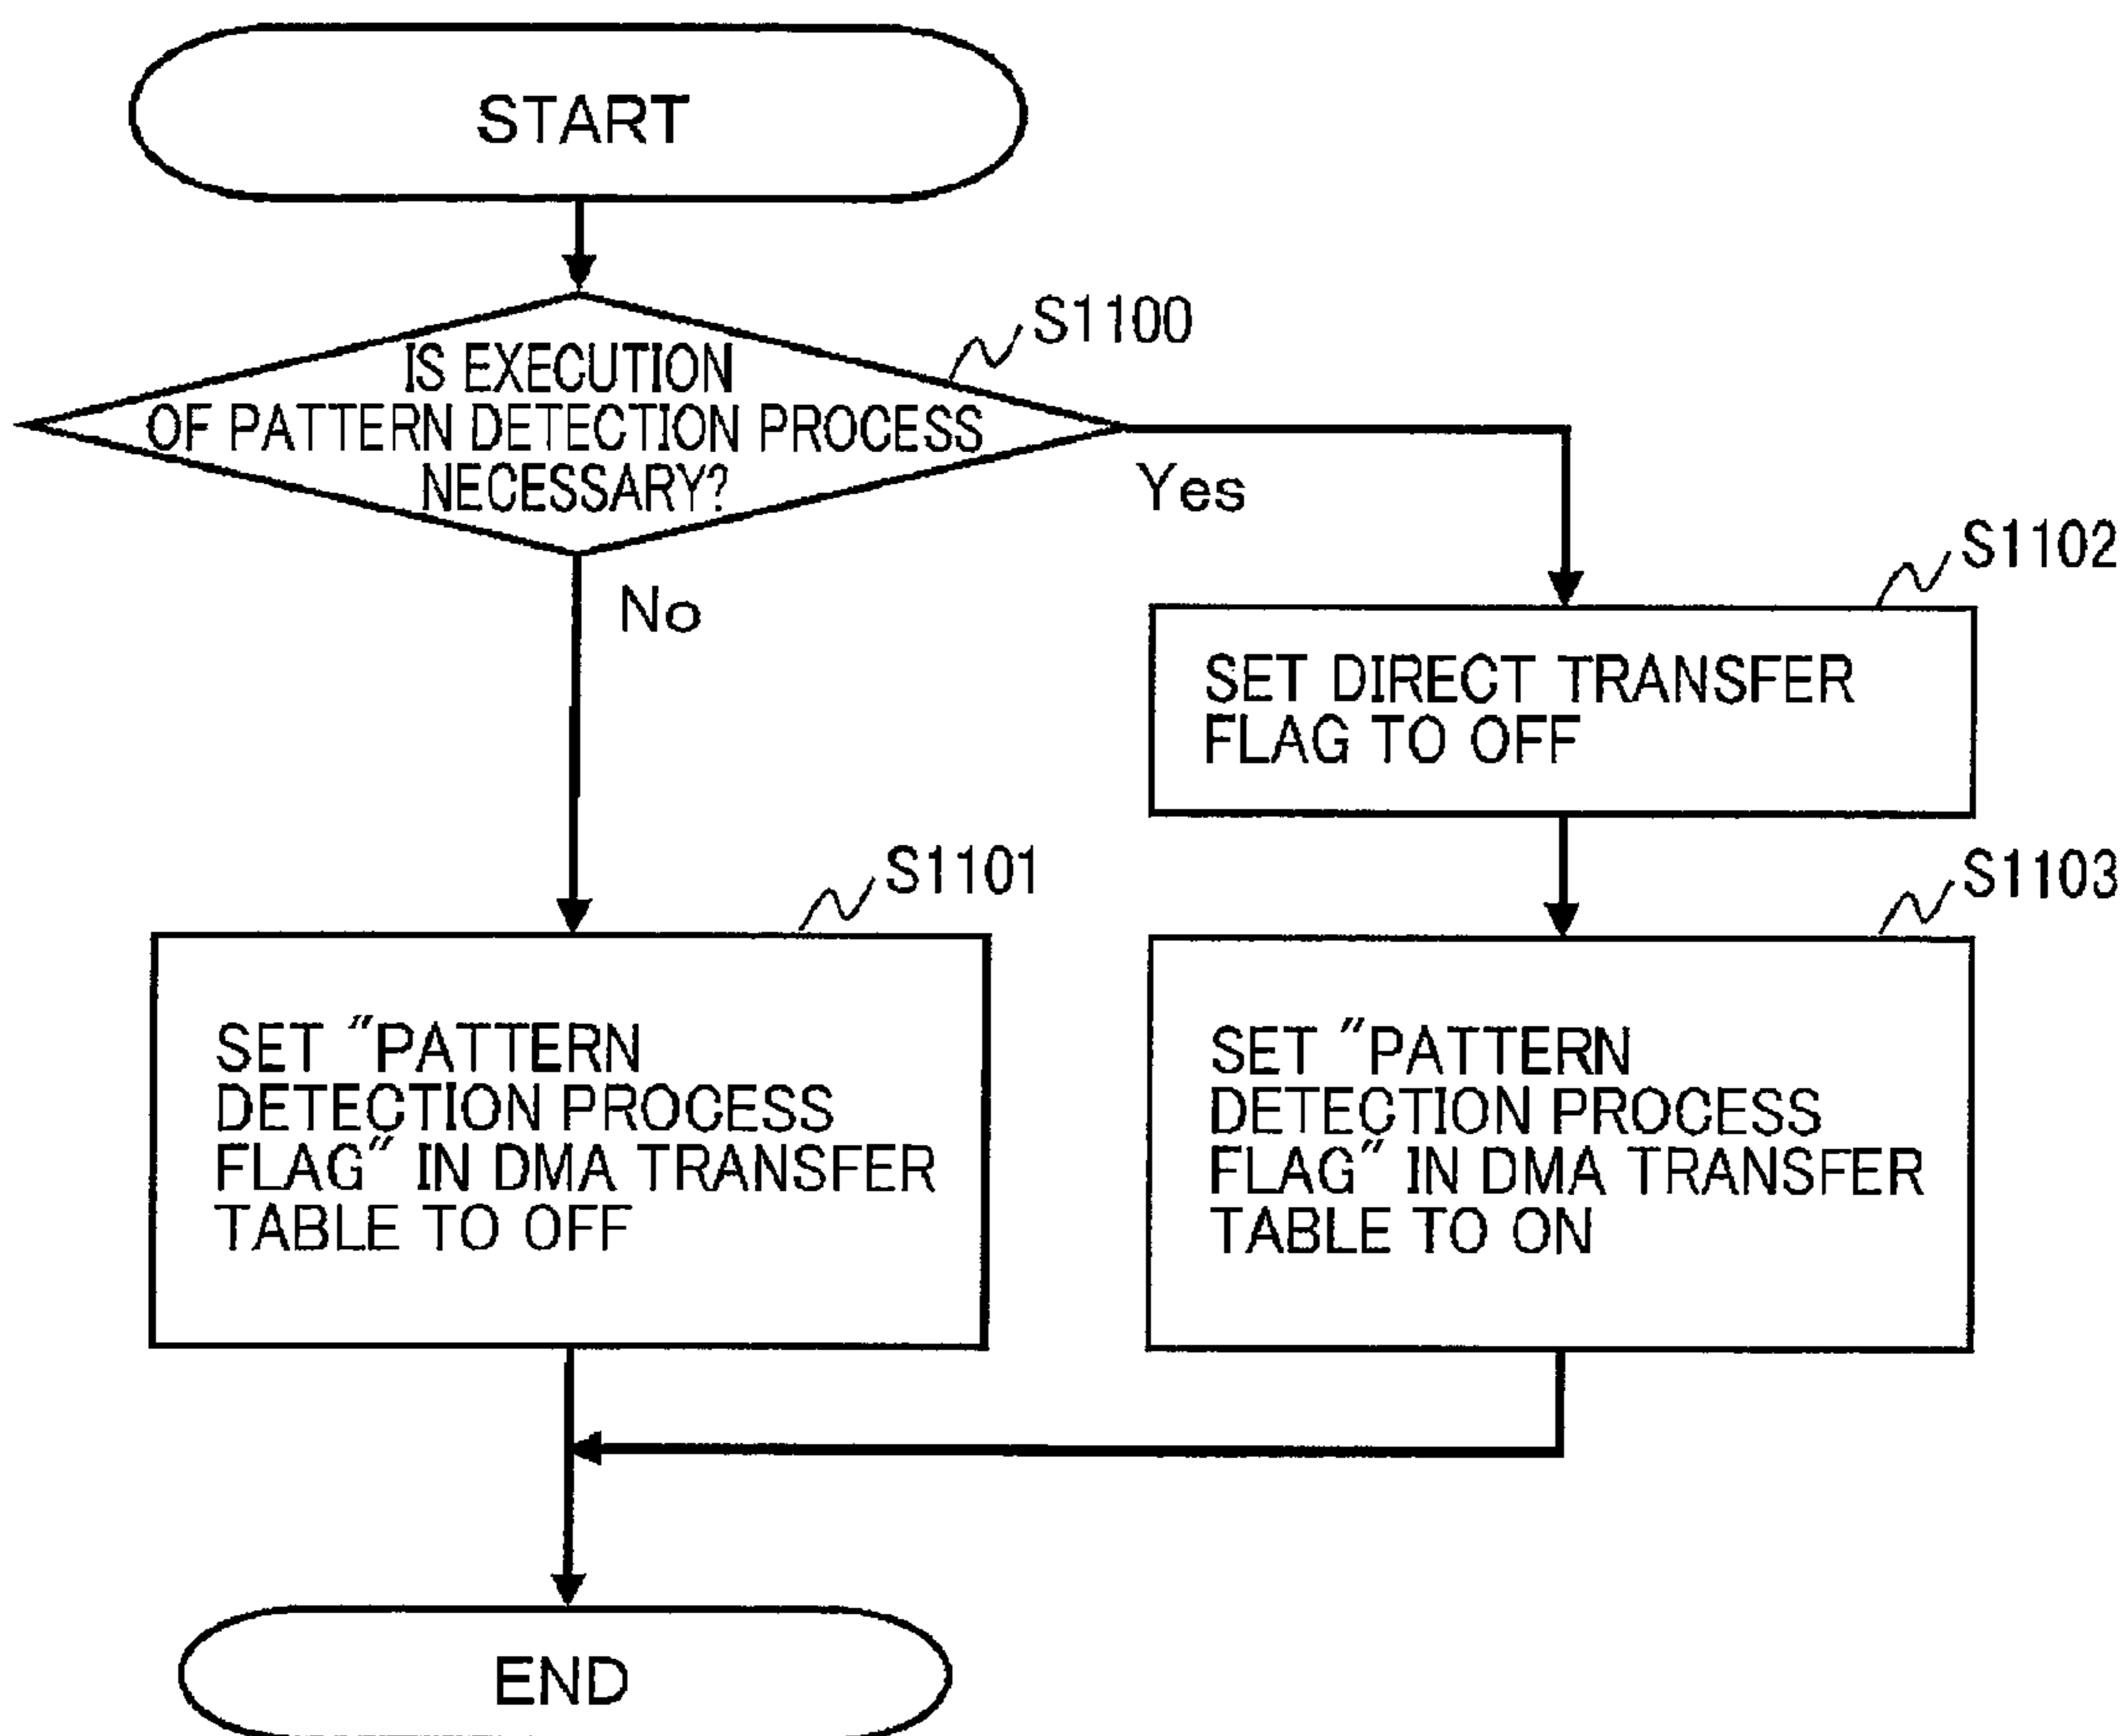 START
S1100
IS EXECUTION
OF PATTERN DETECTION PROCESS
NECESSARY?
Yes
No
S1102
SET DIRECT TRANSFER
FLAG TO OFF
S1101
SET "PATTERN
DETECTION PROCESS
FLAG" IN DMA TRANSFER
TABLE TO OFF
S1103
SET "PATTERN
DETECTION PROCESS
FLAG" IN DMA TRANSFER
TABLE TO ON
END